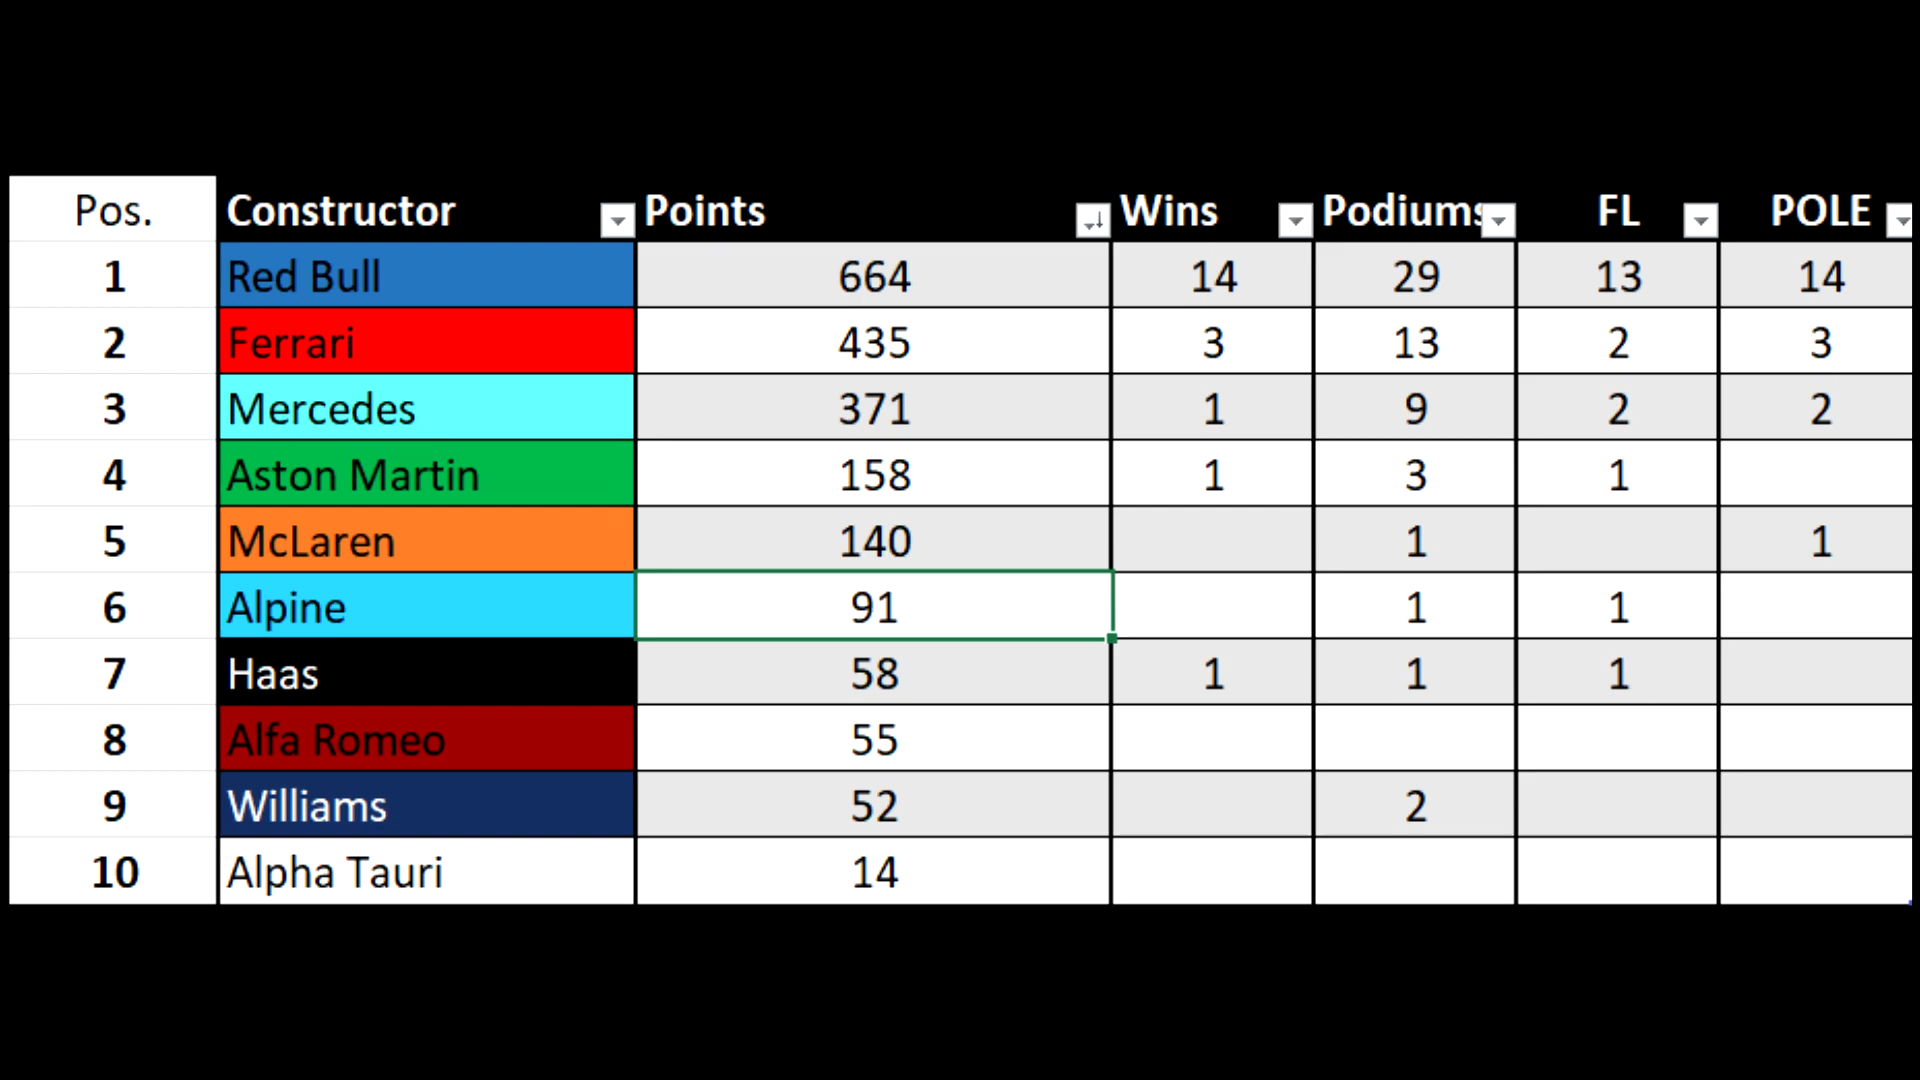 Pos. Constructor Points Wins Podiums FL POLE
1 Red Bull 664 14 29 13 14
2 Ferrari 435 3 13 2 3
3 Mercedes 371 1 9 2 2
4 Aston Martin 158 1 3 1
5 McLaren 140 1 1
6 Alpine 91 1 1
7 Haas 58 1 1 1
8 Alfa Romeo 55
9 Williams 52 2
10 Alpha Tauri 14